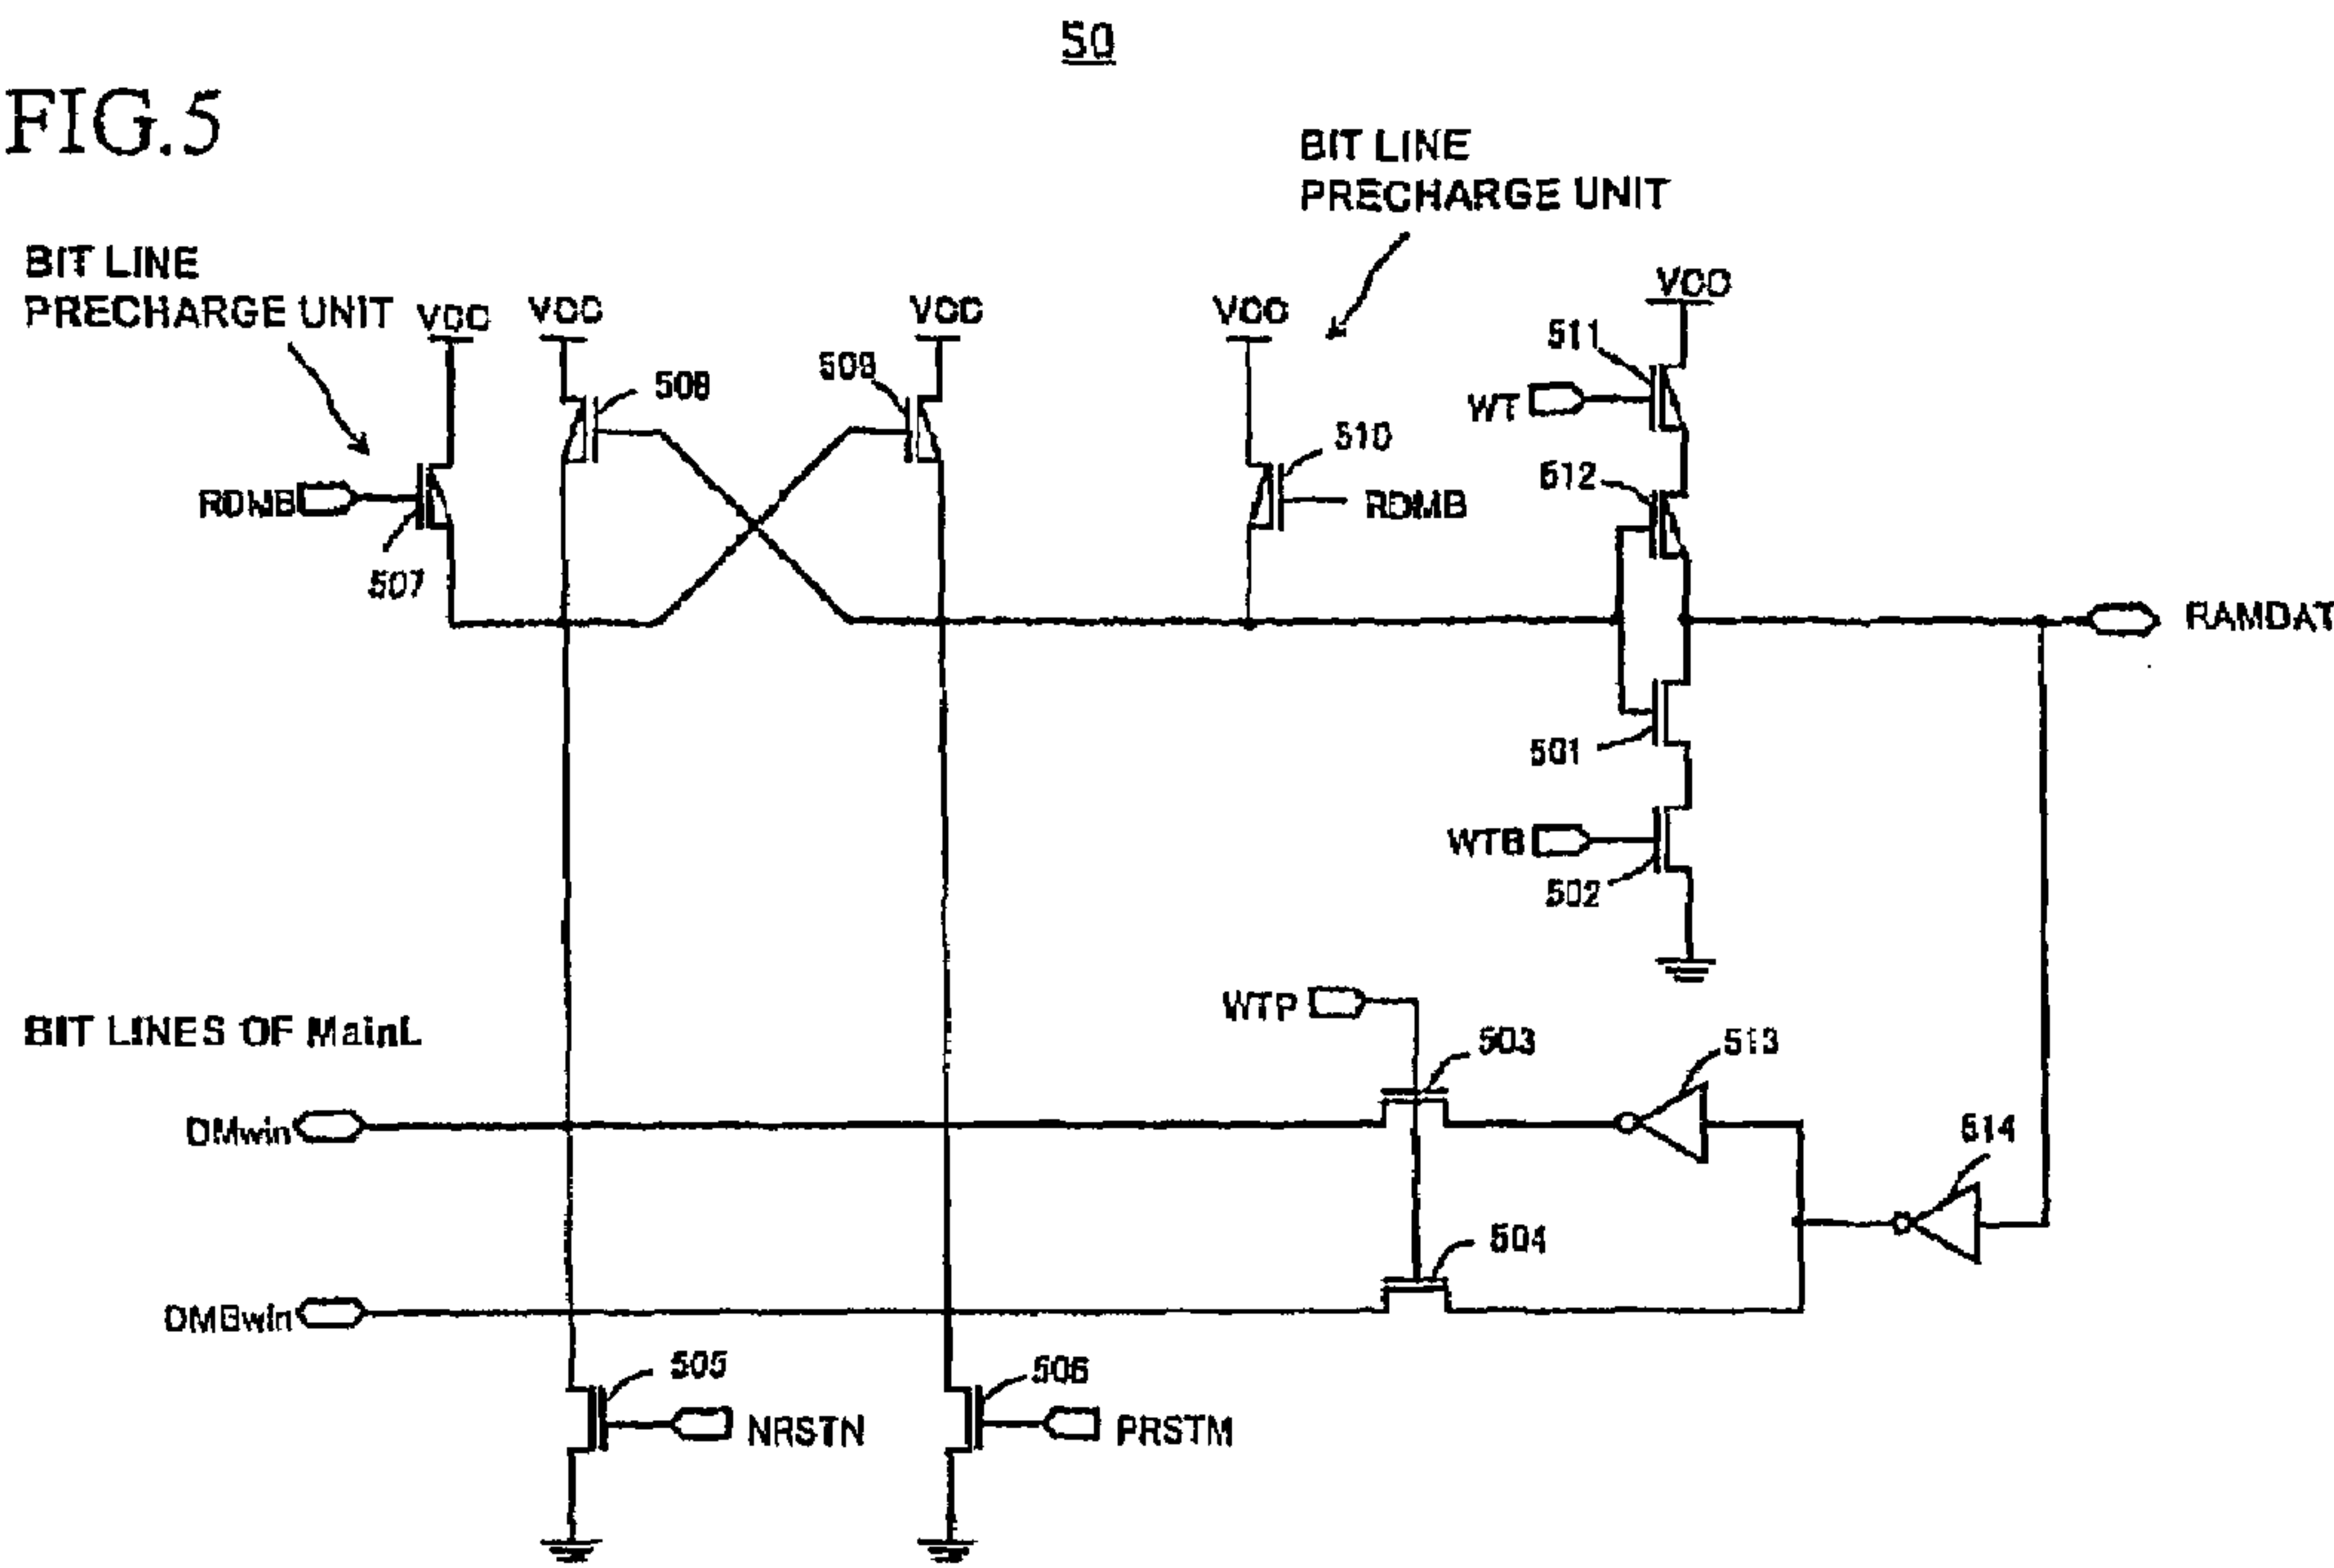 50
FIG.5
BIT LINE
PRECHARGE UNIT
BIT LINE
PRECHARGE UNIT
VCC
VCC
VCC
VCC
VCC
511
508
509
WT
510
512
RDMB
RDMB
507
RAMDAT
501
WTB
502
WTP
BIT LINES OF MainL
503
513
DMwin
514
504
DMBwin
505
506
NRSTN
PRSTM